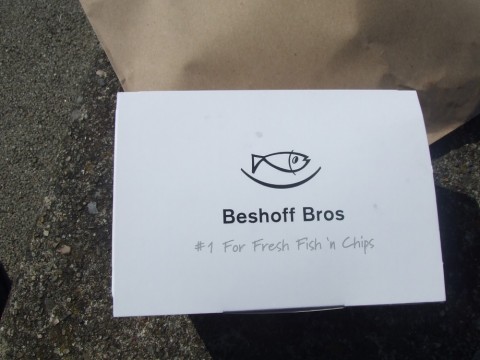 Beshoff Bros
#1 For Fresh Fish 'n Chips